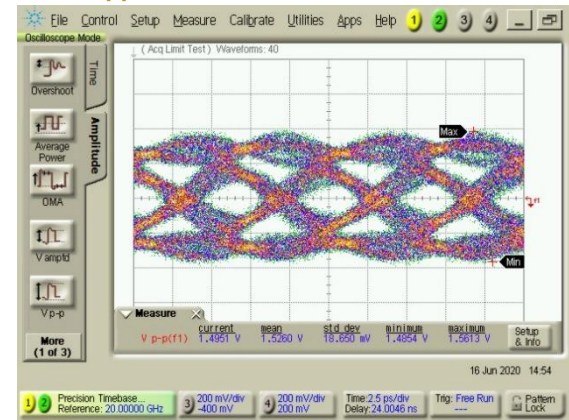 File Control Setup Measure Calibrate Utilities Apps Help 1 2 3 4
Oscilloscope Mode
( Acq Limit Test ) Waveforms: 40
Time
Amplitude
Overshoot
Average
Power
OMA
V amptd
V p-p
More
(1 of 3)
Max
f1
Min
Measure
current mean std dev minimum maximum
V p-p(f1) 1.4951 V 1.5260 V 18.650 mV 1.4854 V 1.5613 V
Setup
& Info
16 Jun 2020 14:54
1 2 Precision Timebase...
Reference: 20.00000 GHz
3 200 mV/div
-400 mV
4 200 mV/div
200 mV
Time:2.5 ps/div
Delay:24.0046 ns
Trig: Free Run
---
Pattern
Lock